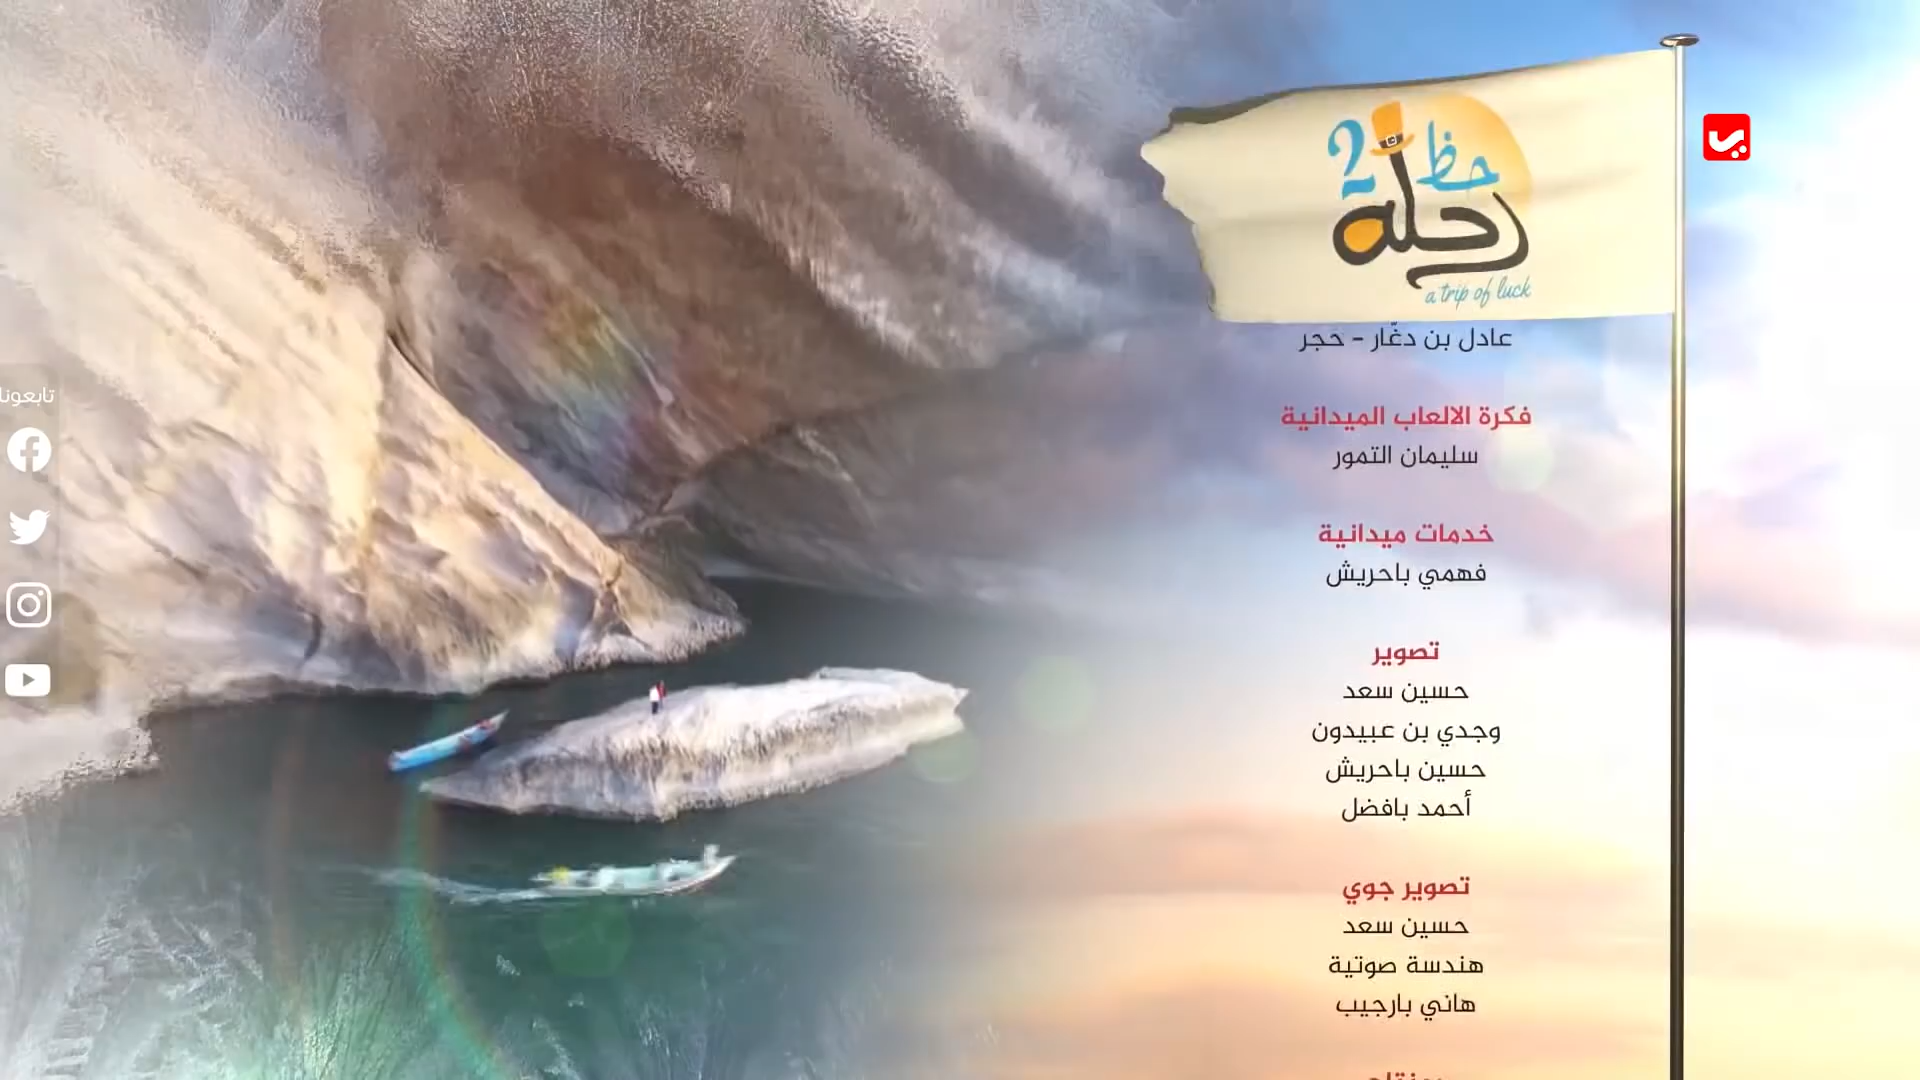 حظ 2
رحلة
a trip of luck
عادل بن دغّار - حجر
فكرة الالعاب الميدانية
سليمان التمور
خدمات ميدانية
فهمي باحريش
تصوير
حسين سعد
وجدي بن عبيدون
حسين باحريش
أحمد بافضل
تصوير جوي
حسين سعد
هندسة صوتية
هاني بارجيب
تابعونا